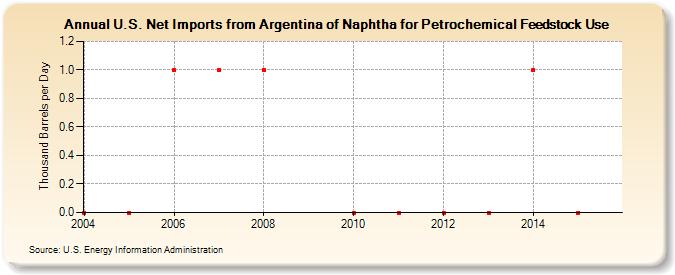 Annual U.S. Net Imports from Argentina of Naphtha for Petrochemical Feedstock Use
Thousand Barrels per Day
1.2
1.0
0.8
0.6
0.4
0.2
0.0
2004 2006 2008 2010 2012 2014
Source: U.S. Energy Information Administration